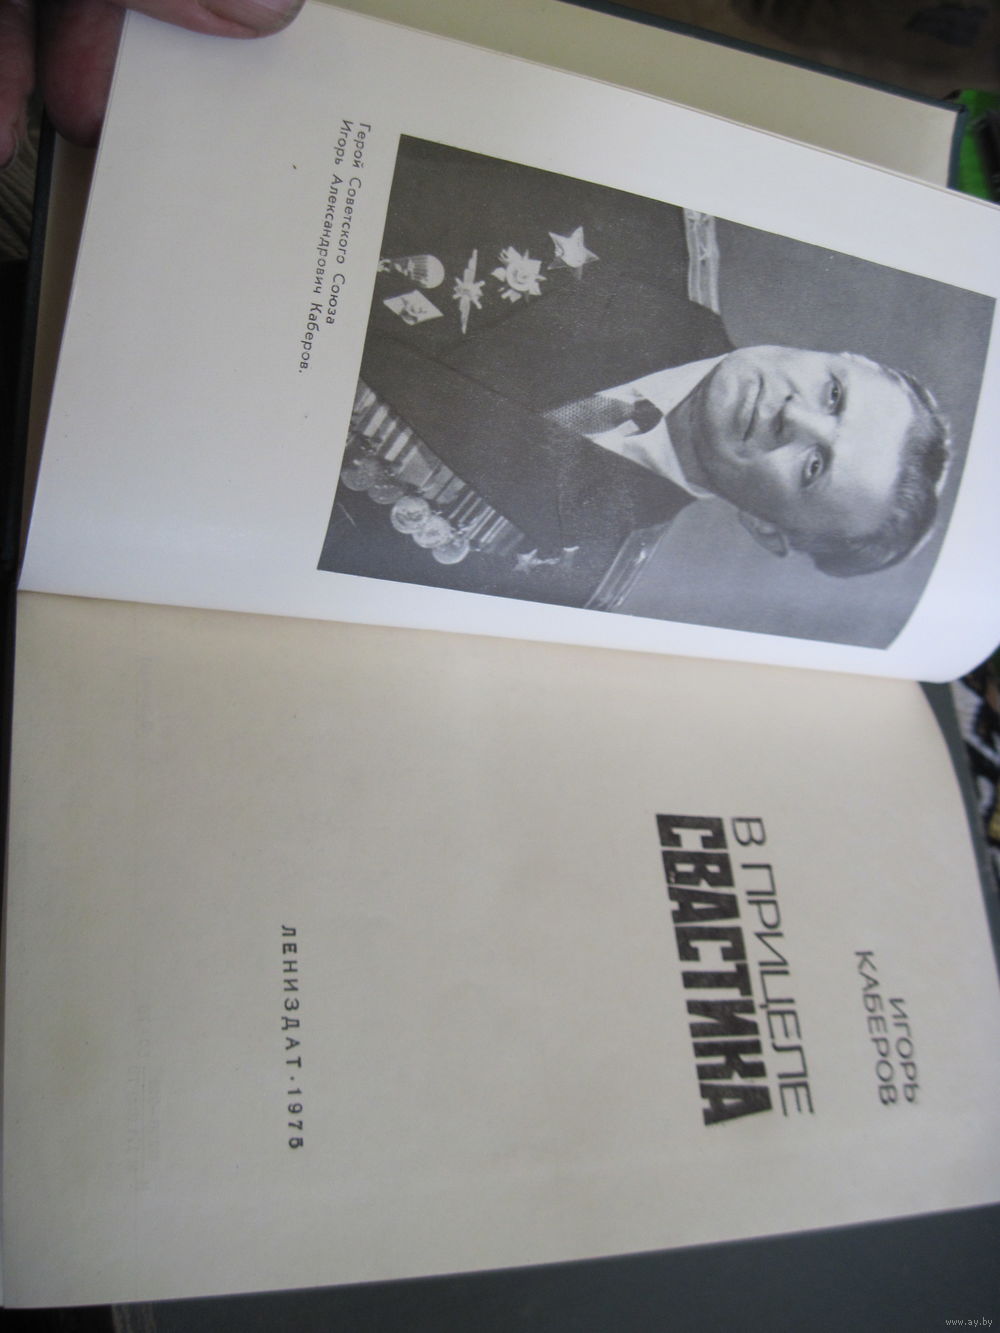 Герой Советского Союза
Игорь Александрович Каберов.
ИГОРЬ
КАБЕРОВ
В ПРИЦЕЛЕ
СВАСТИКА
ЛЕНИЗДАТ · 1975
www.ay.by